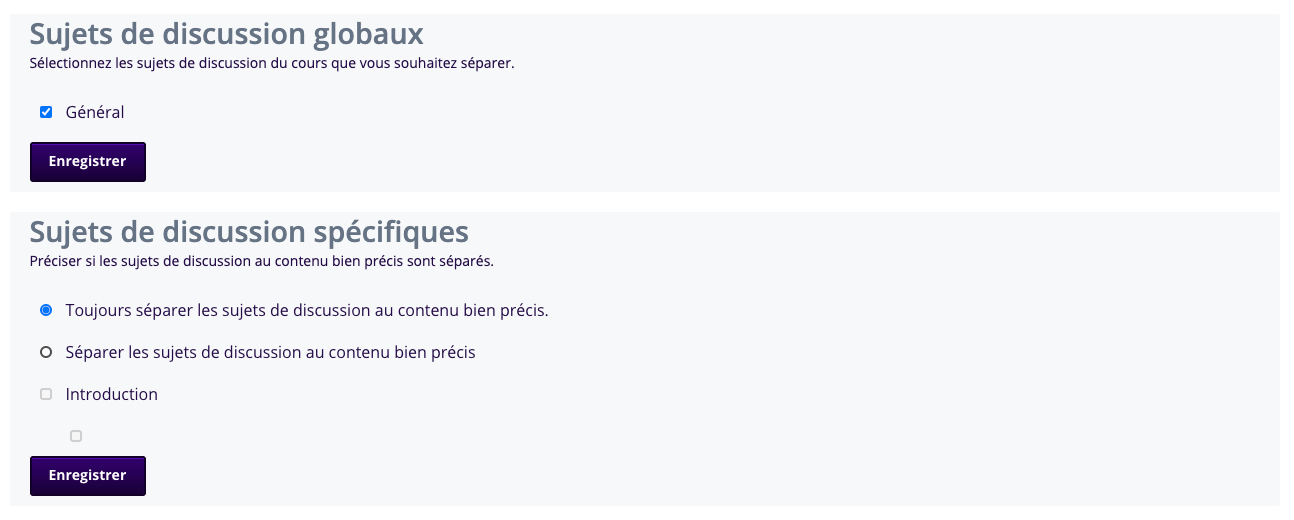 Sujets de discussion globaux
Sélectionnez les sujets de discussion du cours que vous souhaitez séparer.
Général
Enregistrer
Sujets de discussion spécifiques
Préciser si les sujets de discussion au contenu bien précis sont séparés.
Toujours séparer les sujets de discussion au contenu bien précis.
Séparer les sujets de discussion au contenu bien précis
Introduction
Enregistrer